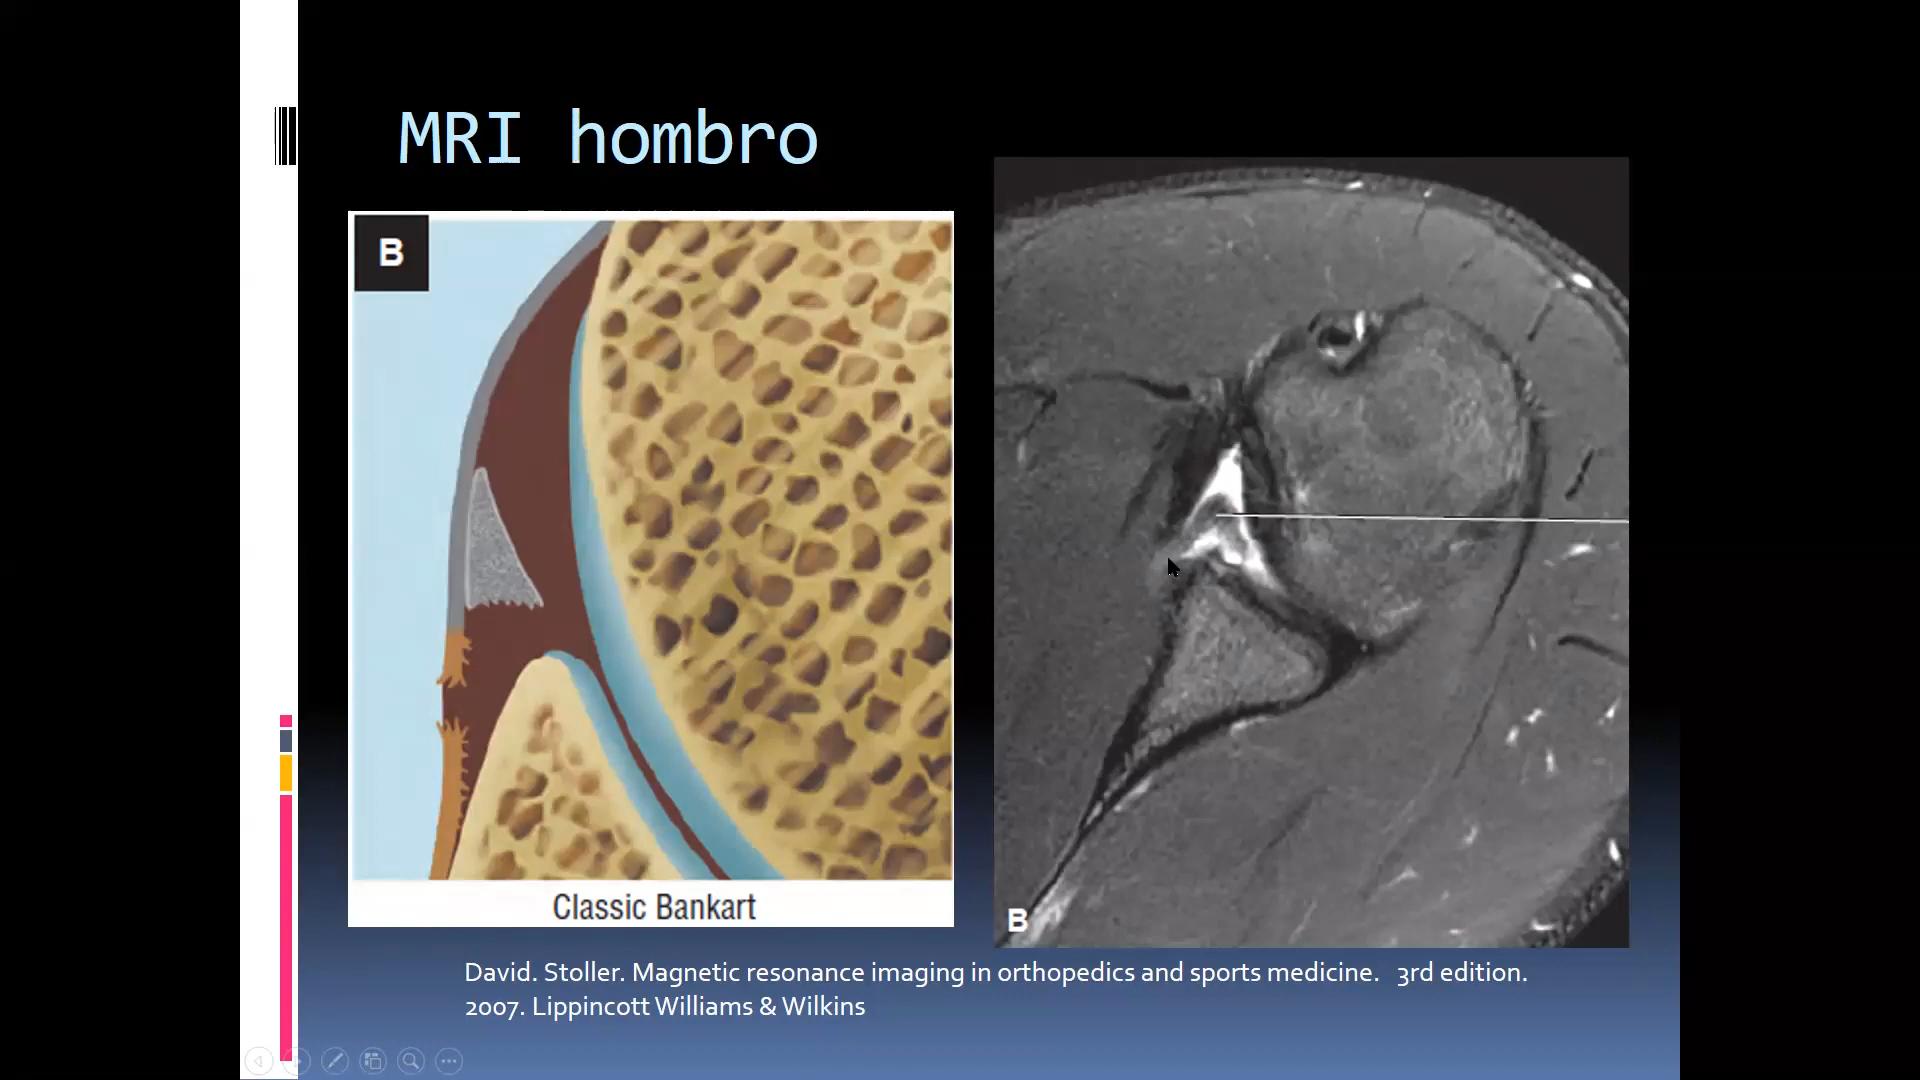 MRI hombro
B
Classic Bankart
B
David. Stoller. Magnetic resonance imaging in orthopedics and sports medicine. 3rd edition.
2007. Lippincott Williams & Wilkins